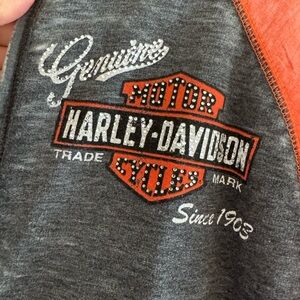 Genuine
MOTOR
HARLEY-DAVIDSON
TRADE MARK
CYCLES
Since 1903